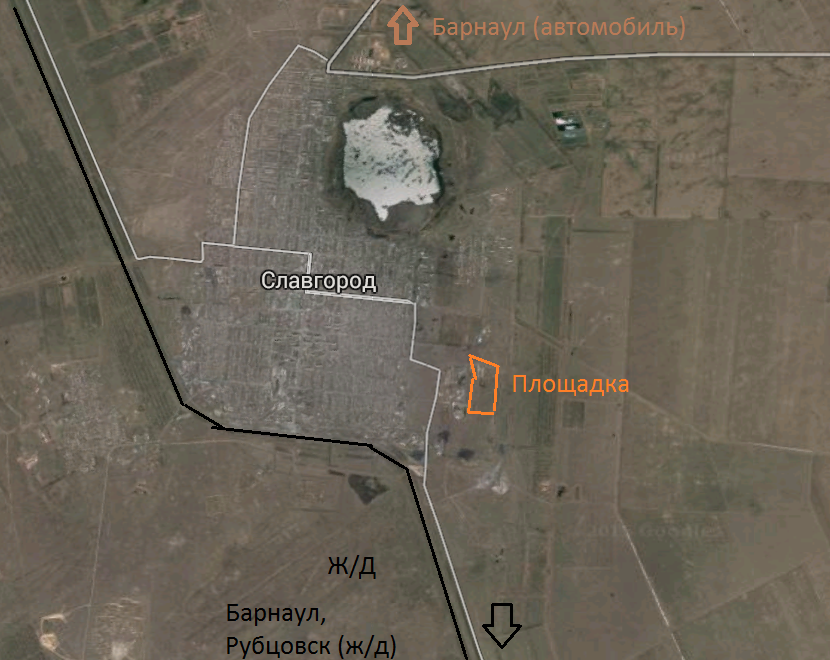 Барнаул (автомобиль)
Славгород
Площадка
Ж/Д
Барнаул,
Рубцовск (ж/д)